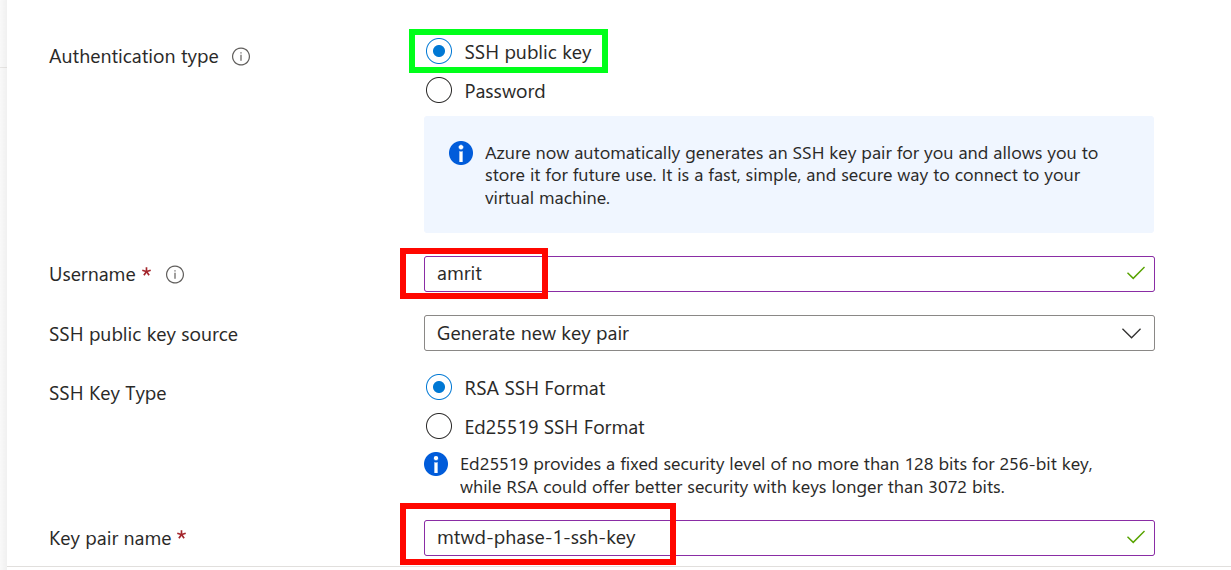 Authentication type
SSH public key
Password
Azure now automatically generates an SSH key pair for you and allows you to
store it for future use. It is a fast, simple, and secure way to connect to your
virtual machine.
Username *
amrit
SSH public key source
Generate new key pair
SSH Key Type
RSA SSH Format
Ed25519 SSH Format
Ed25519 provides a fixed security level of no more than 128 bits for 256-bit key,
while RSA could offer better security with keys longer than 3072 bits.
Key pair name *
mtwd-phase-1-ssh-key